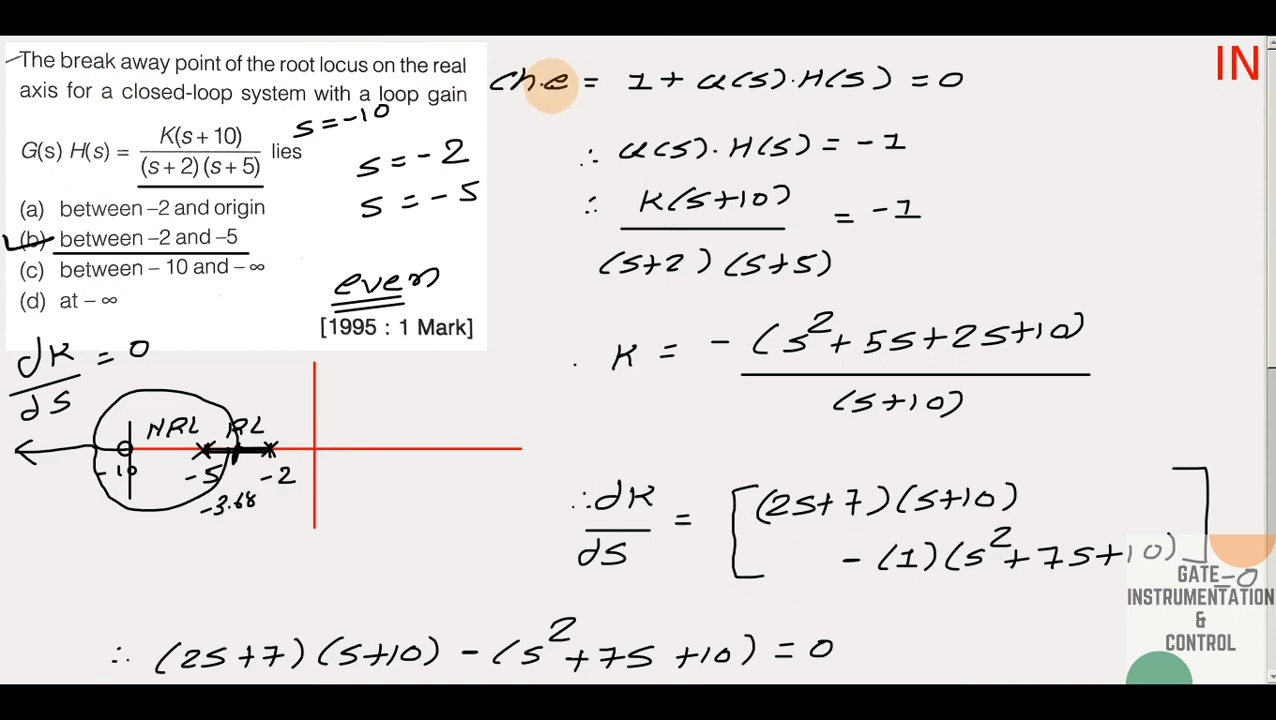 The break away point of the root locus on the real
axis for a closed-loop system with a loop gain
G(s) H(s) = K(s + 10) / (s + 2) (s + 5) lies
(a) between –2 and origin
(b) between –2 and –5
(c) between – 10 and – ∞
(d) at – ∞
[1995 : 1 Mark]
s = -10
s = -2
s = -5
even
dK/ds = 0
NRL RL
-10 -5 -2
-3.68
IN
Ch.e = 1 + G(s).H(s) = 0
∴ G(s).H(s) = -1
∴ K(s+10) / (s+2)(s+5) = -1
K = -(s²+5s+2s+10) / (s+10)
∴ dK/ds = [(2s+7)(s+10)
-(1)(s²+7s+10)]
=0
∴ (2s+7)(s+10) - (s²+7s+10) = 0
GATE
INSTRUMENTATION
&
CONTROL